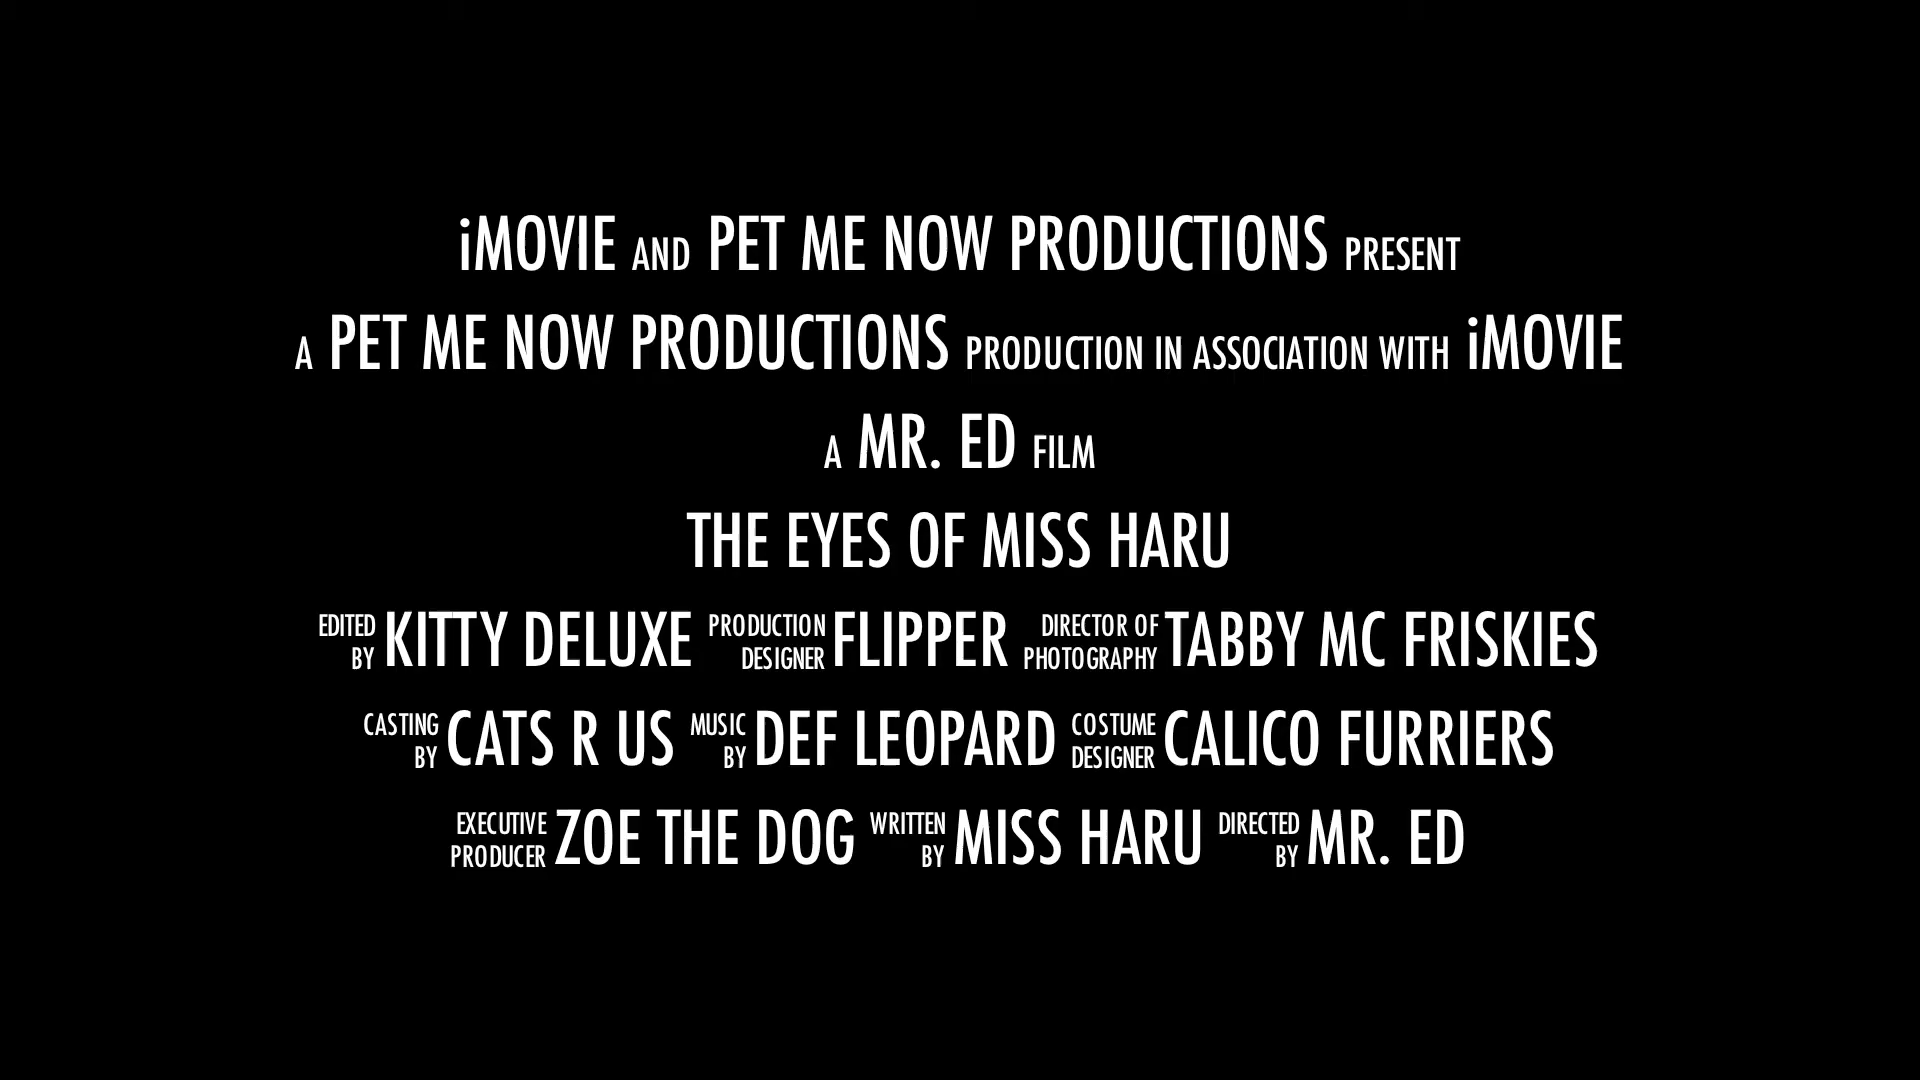 iMOVIE AND PET ME NOW PRODUCTIONS PRESENT
A PET ME NOW PRODUCTIONS PRODUCTION IN ASSOCIATION WITH iMOVIE
A MR. ED FILM
THE EYES OF MISS HARU
EDITED BY KITTY DELUXE PRODUCTION DESIGNER FLIPPER DIRECTOR OF PHOTOGRAPHY TABBY MC FRISKIES
CASTING BY CATS R US MUSIC BY DEF LEOPARD COSTUME DESIGNER CALICO FURRIERS
EXECUTIVE PRODUCER ZOE THE DOG WRITTEN BY MISS HARU DIRECTED BY MR. ED